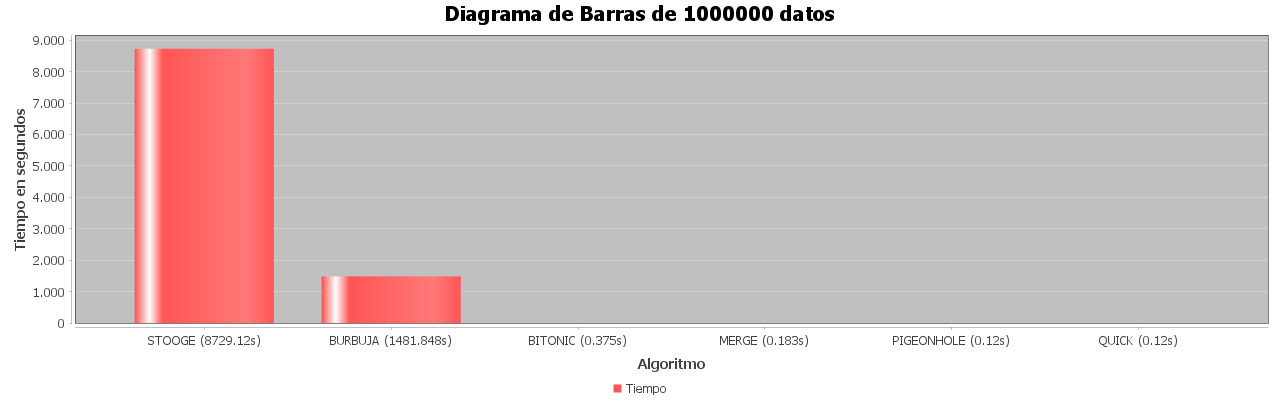 Diagrama de Barras de 1000000 datos
Tiempo en segundos
9.000
8.000
7.000
6.000
5.000
4.000
3.000
2.000
1.000
0
STOOGE (8729.12s) BURBUJA (1481.848s) BITONIC (0.375s) MERGE (0.183s) PIGEONHOLE (0.12s) QUICK (0.12s)
Algoritmo
Tiempo